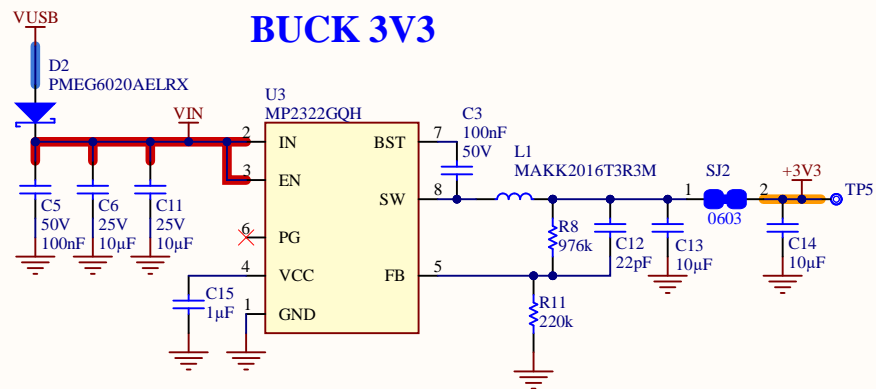 BUCK 3V3
VUSB
D2
PMEG6020AELRX
VIN
U3
MP2322GQH
2
IN
3
EN
6
PG
4
VCC
1
GND
BST
7
SW
8
FB
5
C3
100nF
50V
L1
MAKK2016T3R3M
SJ2
1
2
0603
+3V3
TP5
C5
50V
100nF
C6
25V
10µF
C11
25V
10µF
C15
1µF
R8
976k
C12
22pF
C13
10µF
C14
10µF
R11
220k